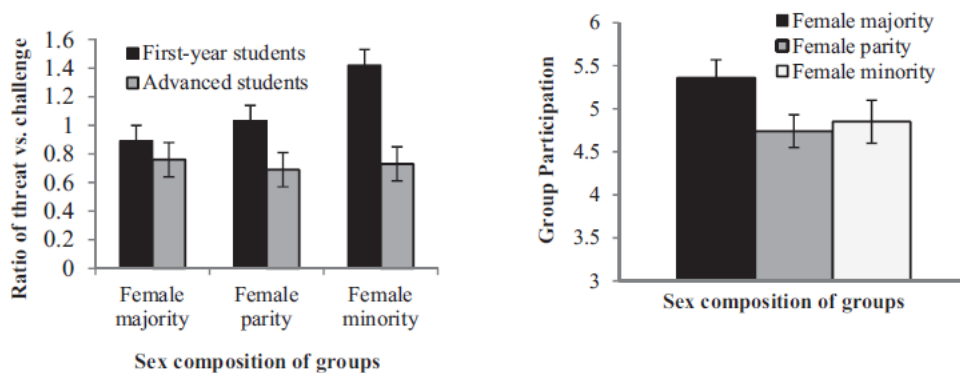 Ratio of threat vs. challenge
1.6
1.4
1.2
1
0.8
0.6
0.4
0.2
0
First-year students
Advanced students
Female majority
Female parity
Female minority
Sex composition of groups
Group Participation
6
5.5
5
4.5
4
3.5
3
Female majority
Female parity
Female minority
Sex composition of groups